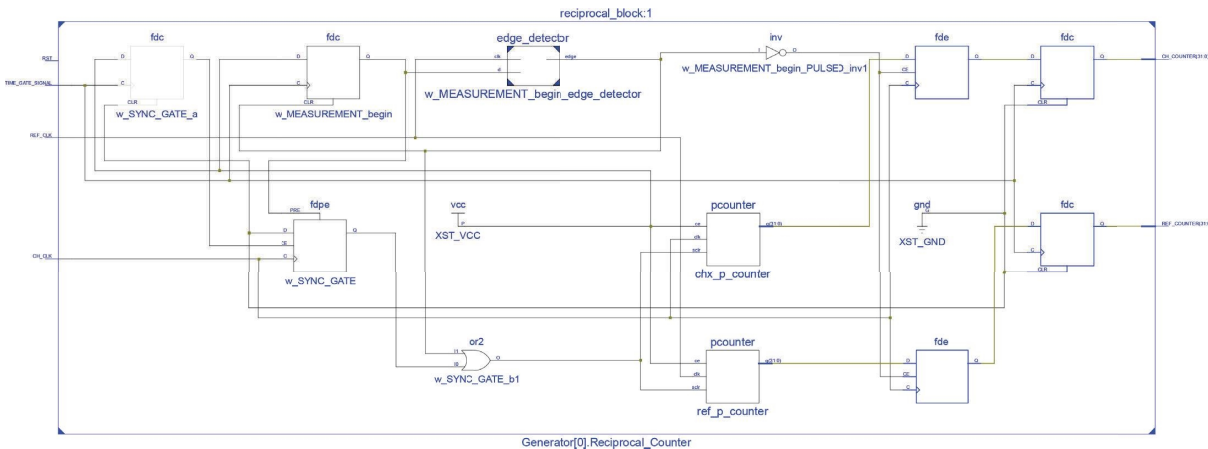 reciprocal_block:1
fdc
fdc
edge_detector
inv
fde
fdc
RST
TIME_GATE_SIGNAL
REF_CLK
CH_CLK
D
Q
C
CLR
w_SYNC_GATE_a
D
Q
C
CLR
w_MEASUREMENT_begin
clk
edge
d
w_MEASUREMENT_begin_edge_detector
I
O
w_MEASUREMENT_begin_PULSED_inv1
D
Q
CE
C
D
Q
C
CLR
CH_COUNTER(31:0)
fdpe
PRE
D
Q
CE
C
w_SYNC_GATE
vcc
P
XST_VCC
pcounter
ce
clk
sclr
q(31:0)
chx_p_counter
gnd
G
XST_GND
fdc
D
Q
C
CLR
or2
I1
I0
O
w_SYNC_GATE_b1
pcounter
ce
clk
sclr
q(31:0)
ref_p_counter
fde
D
Q
CE
C
Generator[0].Reciprocal_Counter